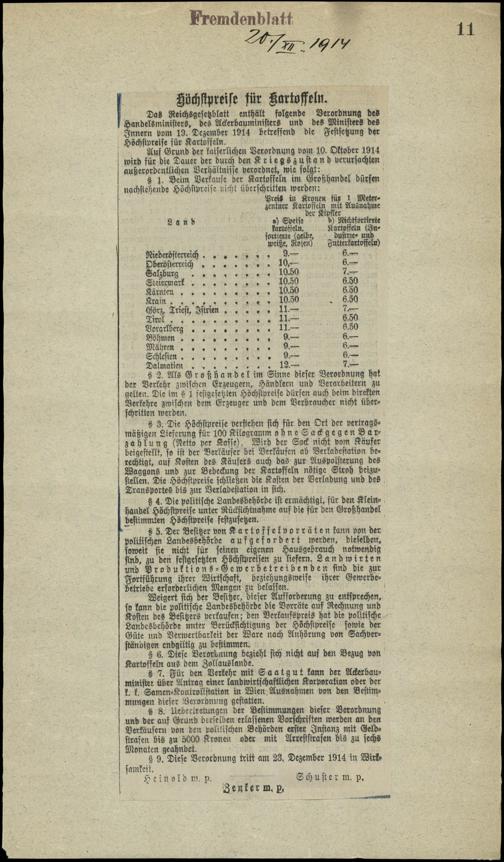 Fremdenblatt
11
20./XII. 1914
Höchstpreise für Kartoffeln.
Das Reichsgesetzblatt enthält folgende Verordnung des
Handelsministers, des Ackerbauministers und des Ministers des
Innern vom 19. Dezember 1914 betreffend die Festsetzung der
Höchstpreise für Kartoffeln.
Auf Grund der kaiserlichen Verordnung vom 10. Oktober 1914
wird für die Dauer der durch den Kriegszustand verursachten
außerordentlichen Verhältnisse verordnet, wie folgt:
§ 1. Beim Verkaufe der Kartoffeln im Großhandel dürfen
nachstehende Höchstpreise nicht überschritten werden:
Preis in Kronen für 1 Meter-
zentner Kartoffeln mit Ausnahme
der Kipfler
Land
a) Speise
kartoffeln,
sortierte (gelbe,
weiße, Rosen)
b) Nichtsortierte
Kartoffeln (In-
dustrie- und
Futterkartoffeln)
Niederösterreich . . . . . . 9.— 6.—
Oberösterreich . . . . . . 10.— 6.—
Salzburg . . . . . . . 10.50 7.—
Steiermark . . . . . . . 10.50 6.50
Kärnten . . . . . . . 10.50 6.50
Krain . . . . . . . . 10.50 6.50
Görz, Triest, Istrien . . . . . 11.— 7.—
Tirol . . . . . . . . 11.— 6.50
Vorarlberg . . . . . . . 11.— 6.50
Böhmen . . . . . . . . 9.— 6.—
Mähren . . . . . . . . 9.— 6.—
Schlesien . . . . . . . 9.— 6.—
Dalmatien . . . . . . . 12.— 7.—
§ 2. Als Großhandel im Sinne dieser Verordnung hat
der Verkehr zwischen Erzeugern, Händlern und Verarbeitern zu
gelten. Die im § 1 festgesetzten Höchstpreise dürfen auch beim direkten
Verkehre zwischen dem Erzeuger und dem Verbraucher nicht über-
schritten werden.
§ 3. Die Höchstpreise verstehen sich für den Ort der vertrags-
mäßigen Lieferung für 100 Kilogramm ohne Sack gegen Bar-
zahlung (Netto per Kasse). Wird der Sack nicht vom Käufer
beigestellt, so ist der Verkäufer bei Verkäufen ab Verladestation be-
rechtigt, auf Kosten des Käufers auch das zur Auspolsterung des
Waggons und zur Bedeckung der Kartoffeln nötige Stroh beizu-
stellen. Die Höchstpreise schließen die Kosten der Verladung und des
Transportes bis zur Verladestation in sich.
§ 4. Die politische Landesbehörde ist ermächtigt, für den Klein-
handel Höchstpreise unter Rücksichtnahme auf die für den Großhandel
bestimmten Höchstpreise festzusetzen.
§ 5. Der Besitzer von Kartoffelvorräten kann von der
politischen Landesbehörde aufgefordert werden, dieselben,
soweit sie nicht für seinen eigenen Hausgebrauch notwendig
sind, zu den festgesetzten Höchstpreisen zu liefern. Landwirten
und Produktions-Gewerbetreibenden sind die zur
Fortführung ihrer Wirtschaft, beziehungsweise ihrer Gewerbe-
betriebe erforderlichen Mengen zu belassen.
Weigert sich der Besitzer, dieser Aufforderung zu entsprechen,
so kann die politische Landesbehörde die Vorräte auf Rechnung und
Kosten des Besitzers verkaufen; den Verkaufspreis hat die politische
Landesbehörde unter Berücksichtigung der Höchstpreise sowie der
Güte und Verwertbarkeit der Ware nach Anhörung von Sachver-
ständigen endgiltig zu bestimmen.
§ 6. Diese Verordnung bezieht sich nicht auf den Bezug von
Kartoffeln aus dem Zollauslande.
§ 7. Für den Verkehr mit Saatgut kann der Ackerbau-
minister über Antrag einer landwirtschaftlichen Korporation oder der
k. k. Samen-Kontrollstation in Wien Ausnahmen von den Bestim-
mungen dieser Verordnung gestatten.
§ 8. Uebertretungen der Bestimmungen dieser Verordnung
und der auf Grund derselben erlassenen Vorschriften werden an den
Verkäufern von den politischen Behörden erster Instanz mit Geld-
strafen bis zu 5000 Kronen oder mit Arreststrafen bis zu sechs
Monaten geahndet.
§ 9. Diese Verordnung tritt am 23. Dezember 1914 in Wirk-
samkeit.
Heinold m. p. Schuster m. p.
Zenker m. p.